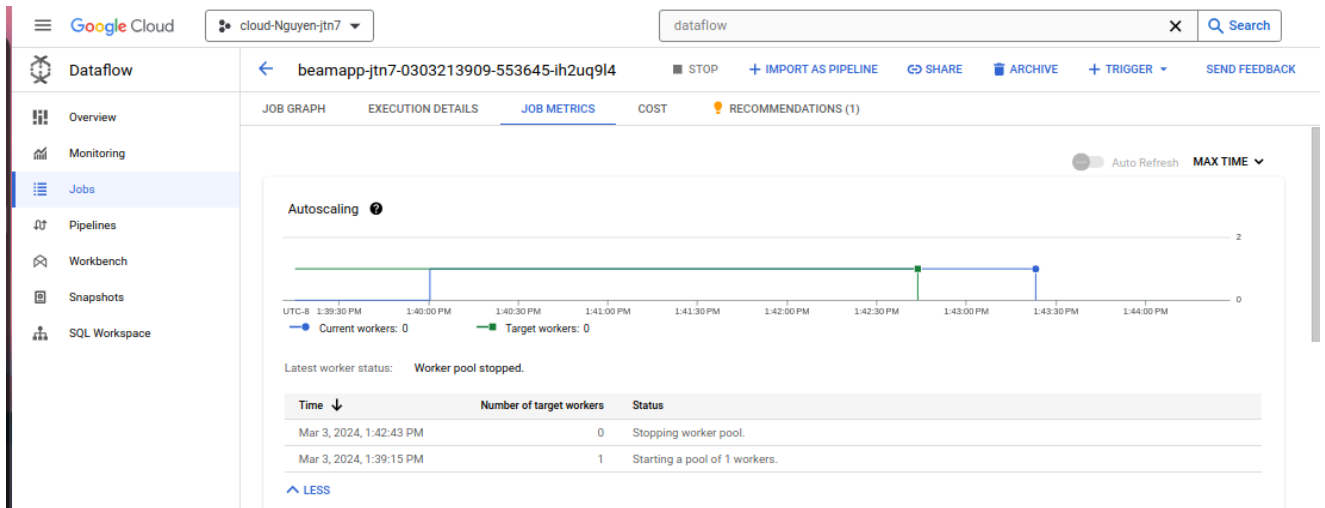 Google Cloud
cloud-Nguyen-jtn7
dataflow
Search
Dataflow
beamapp-jtn7-0303213909-553645-ih2uq9l4
STOP
IMPORT AS PIPELINE
SHARE
ARCHIVE
TRIGGER
SEND FEEDBACK
Overview
Monitoring
Jobs
Pipelines
Workbench
Snapshots
SQL Workspace
JOB GRAPH
EXECUTION DETAILS
JOB METRICS
COST
RECOMMENDATIONS (1)
Auto Refresh
MAX TIME
Autoscaling
2
0
UTC-8 1:39:30 PM 1:40:00 PM 1:40:30 PM 1:41:00 PM 1:41:30 PM 1:42:00 PM 1:42:30 PM 1:43:00 PM 1:43:30 PM 1:44:00 PM
Current workers: 0 Target workers: 0
Latest worker status: Worker pool stopped.
Time Number of target workers Status
Mar 3, 2024, 1:42:43 PM 0 Stopping worker pool.
Mar 3, 2024, 1:39:15 PM 1 Starting a pool of 1 workers.
LESS